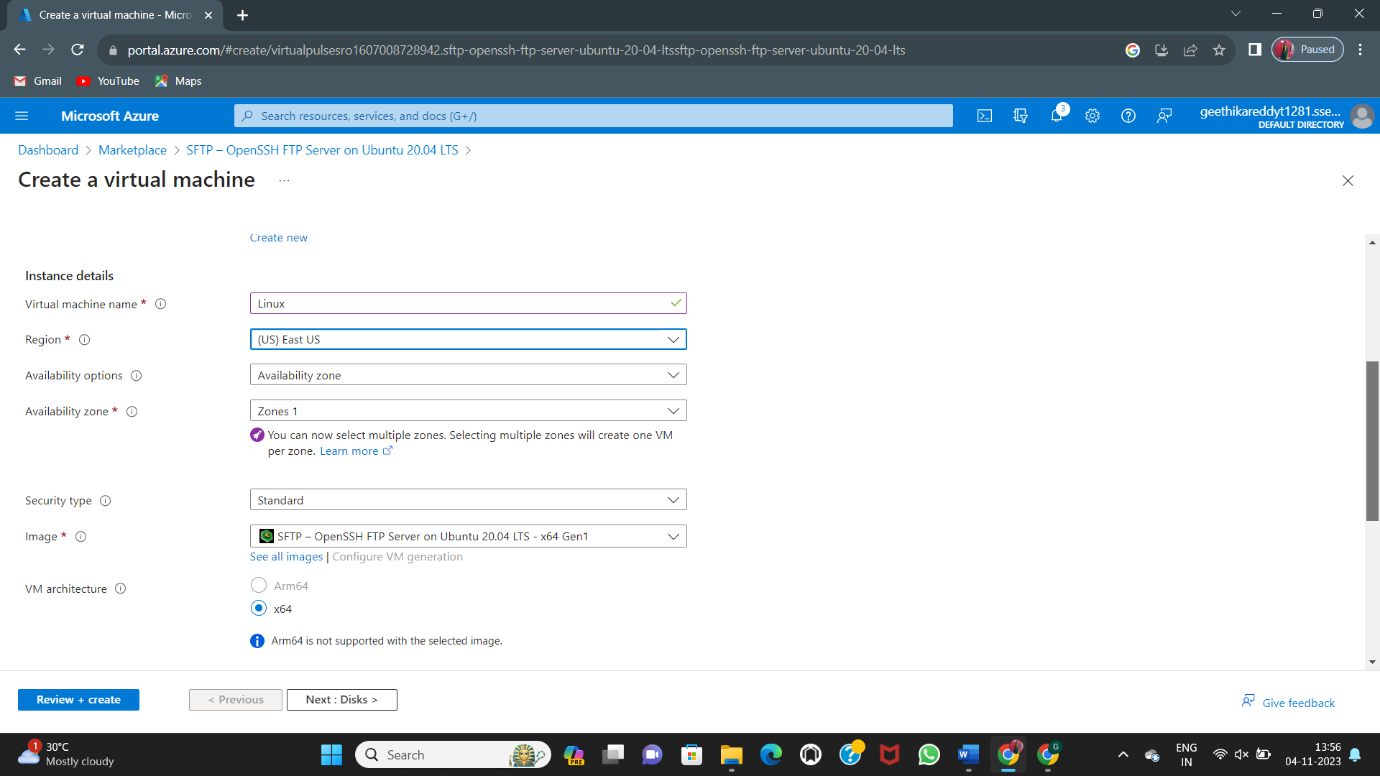 Create a virtual machine - Micro
portal.azure.com/#create/virtualpulsesro1607008728942.sftp-openssh-ftp-server-ubuntu-20-04-ltssftp-openssh-ftp-server-ubuntu-20-04-lts
Paused
Gmail YouTube Maps
Microsoft Azure
Search resources, services, and docs (G+/)
3
geethikareddyt1281.sse...
DEFAULT DIRECTORY
Dashboard > Marketplace > SFTP – OpenSSH FTP Server on Ubuntu 20.04 LTS >
Create a virtual machine ...
Create new
Instance details
Virtual machine name * Linux
Region * (US) East US
Availability options Availability zone
Availability zone * Zones 1
You can now select multiple zones. Selecting multiple zones will create one VM
per zone. Learn more
Security type Standard
Image * SFTP – OpenSSH FTP Server on Ubuntu 20.04 LTS - x64 Gen1
See all images | Configure VM generation
VM architecture Arm64
x64
Arm64 is not supported with the selected image.
Review + create < Previous Next : Disks > Give feedback
1 30°C
Mostly cloudy
Search
PRE
W
G
ENG
IN
13:56
04-11-2023